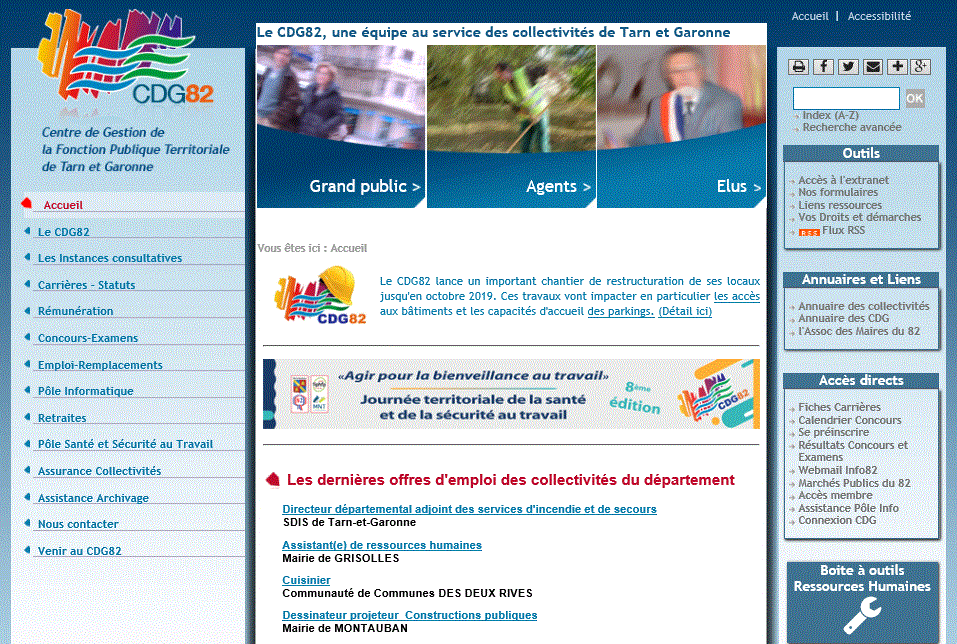 CDG82
Centre de Gestion de
la Fonction Publique Territoriale
de Tarn et Garonne
Accueil
Le CDG82
Les Instances consultatives
Carrières - Statuts
Rémunération
Concours-Examens
Emploi-Remplacements
Pôle Informatique
Retraites
Pôle Santé et Sécurité au Travail
Assurance Collectivités
Assistance Archivage
Nous contacter
Venir au CDG82
Le CDG82, une équipe au service des collectivités de Tarn et Garonne
Grand public >
Agents >
Elus >
Vous êtes ici : Accueil
CDG82
Le CDG82 lance un important chantier de restructuration de ses locaux
jusqu'en octobre 2019. Ces travaux vont impacter en particulier les accès
aux bâtiments et les capacités d'accueil des parkings. (Détail ici)
«Agir pour la bienveillance au travail»
Journée territoriale de la santé
et de la sécurité au travail
8ème
édition
MNT
CDG82
Les dernières offres d'emploi des collectivités du département
Directeur départemental adjoint des services d'incendie et de secours
SDIS de Tarn-et-Garonne
Assistant(e) de ressources humaines
Mairie de GRISOLLES
Cuisinier
Communauté de Communes DES DEUX RIVES
Dessinateur projeteur Constructions publiques
Mairie de MONTAUBAN
Accueil | Accessibilité
OK
Index (A-Z)
Recherche avancée
Outils
Accès à l'extranet
Nos formulaires
Liens ressources
Vos Droits et démarches
RSS Flux RSS
Annuaires et Liens
Annuaire des collectivités
Annuaire des CDG
l'Assoc des Maires du 82
Accès directs
Fiches Carrières
Calendrier Concours
Se préinscrire
Résultats Concours et
Examens
Webmail Info82
Marchés Publics du 82
Accès membre
Assistance Pôle Info
Connexion CDG
Boite à outils
Ressources Humaines